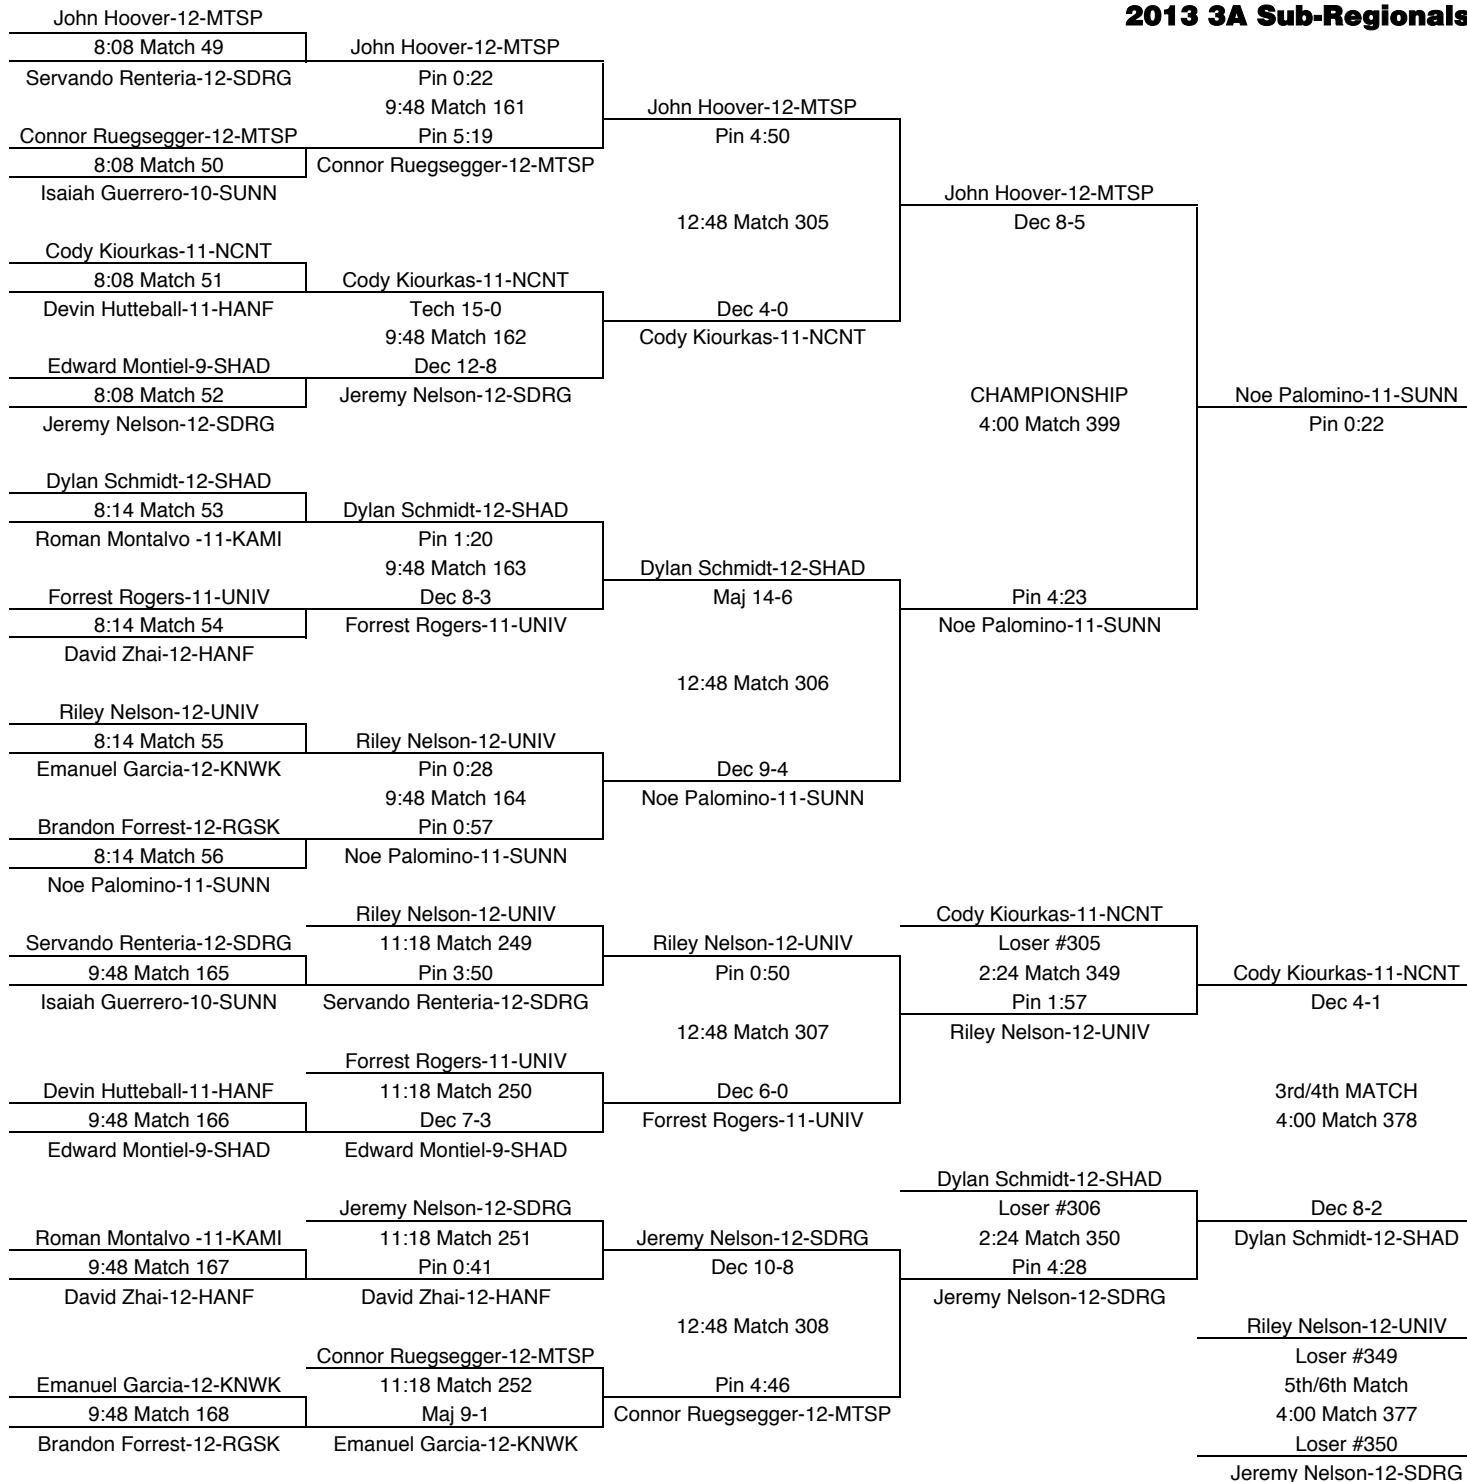 2013 3A Sub-Regionals
John Hoover-12-MTSP
8:08 Match 49
John Hoover-12-MTSP
Servando Renteria-12-SDRG
Pin 0:22
9:48 Match 161
John Hoover-12-MTSP
Connor Ruegsegger-12-MTSP
Pin 5:19
Pin 4:50
8:08 Match 50
Connor Ruegsegger-12-MTSP
Isaiah Guerrero-10-SUNN
John Hoover-12-MTSP
12:48 Match 305
Dec 8-5
Cody Kiourkas-11-NCNT
8:08 Match 51
Cody Kiourkas-11-NCNT
Devin Hutteball-11-HANF
Tech 15-0
Dec 4-0
9:48 Match 162
Cody Kiourkas-11-NCNT
Edward Montiel-9-SHAD
Dec 12-8
8:08 Match 52
Jeremy Nelson-12-SDRG
CHAMPIONSHIP
Noe Palomino-11-SUNN
Jeremy Nelson-12-SDRG
4:00 Match 399
Pin 0:22
Dylan Schmidt-12-SHAD
8:14 Match 53
Dylan Schmidt-12-SHAD
Roman Montalvo -11-KAMI
Pin 1:20
9:48 Match 163
Dylan Schmidt-12-SHAD
Forrest Rogers-11-UNIV
Dec 8-3
Maj 14-6
Pin 4:23
8:14 Match 54
Forrest Rogers-11-UNIV
Noe Palomino-11-SUNN
David Zhai-12-HANF
12:48 Match 306
Riley Nelson-12-UNIV
8:14 Match 55
Riley Nelson-12-UNIV
Emanuel Garcia-12-KNWK
Pin 0:28
Dec 9-4
9:48 Match 164
Noe Palomino-11-SUNN
Brandon Forrest-12-RGSK
Pin 0:57
8:14 Match 56
Noe Palomino-11-SUNN
Noe Palomino-11-SUNN
Riley Nelson-12-UNIV
Cody Kiourkas-11-NCNT
Servando Renteria-12-SDRG
11:18 Match 249
Riley Nelson-12-UNIV
Loser #305
9:48 Match 165
Pin 3:50
Pin 0:50
2:24 Match 349
Cody Kiourkas-11-NCNT
Isaiah Guerrero-10-SUNN
Servando Renteria-12-SDRG
Pin 1:57
Dec 4-1
12:48 Match 307
Riley Nelson-12-UNIV
Forrest Rogers-11-UNIV
Devin Hutteball-11-HANF
11:18 Match 250
Dec 6-0
3rd/4th MATCH
9:48 Match 166
Dec 7-3
Forrest Rogers-11-UNIV
4:00 Match 378
Edward Montiel-9-SHAD
Edward Montiel-9-SHAD
Dylan Schmidt-12-SHAD
Jeremy Nelson-12-SDRG
Loser #306
Dec 8-2
Roman Montalvo -11-KAMI
11:18 Match 251
Jeremy Nelson-12-SDRG
2:24 Match 350
Dylan Schmidt-12-SHAD
9:48 Match 167
Pin 0:41
Dec 10-8
Pin 4:28
David Zhai-12-HANF
David Zhai-12-HANF
Jeremy Nelson-12-SDRG
12:48 Match 308
Riley Nelson-12-UNIV
Connor Ruegsegger-12-MTSP
Loser #349
Emanuel Garcia-12-KNWK
11:18 Match 252
Pin 4:46
5th/6th Match
9:48 Match 168
Maj 9-1
Connor Ruegsegger-12-MTSP
4:00 Match 377
Brandon Forrest-12-RGSK
Emanuel Garcia-12-KNWK
Loser #350
Jeremy Nelson-12-SDRG